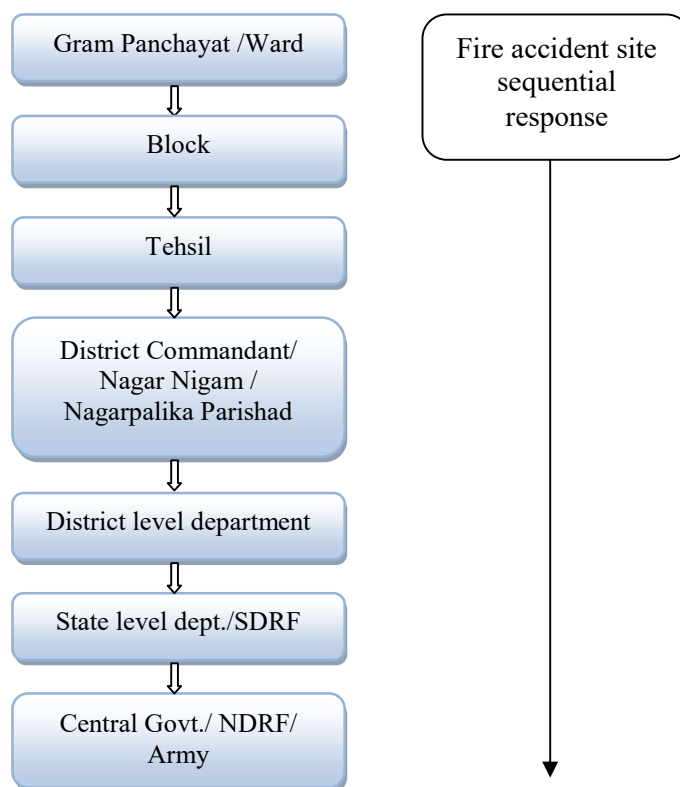 Gram Panchayat /Ward
Block
Tehsil
District Commandant/
Nagar Nigam /
Nagarpalika Parishad
District level department
State level dept./SDRF
Central Govt./ NDRF/
Army
Fire accident site
sequential
response